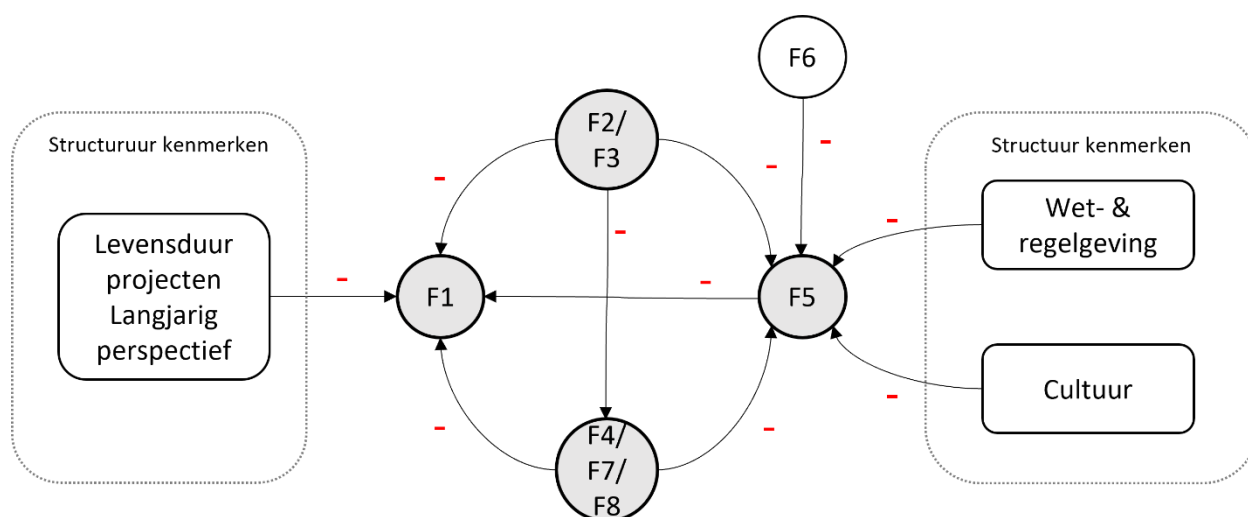 Structuruur kenmerken
Levensduur
projecten
Langjarig
perspectief
-
F1
-
F2/
F3
-
-
-
F4/
F7/
F8
-
-
F6
-
F5
Structuur kenmerken
Wet- &
regelgeving
-
Cultuur
-